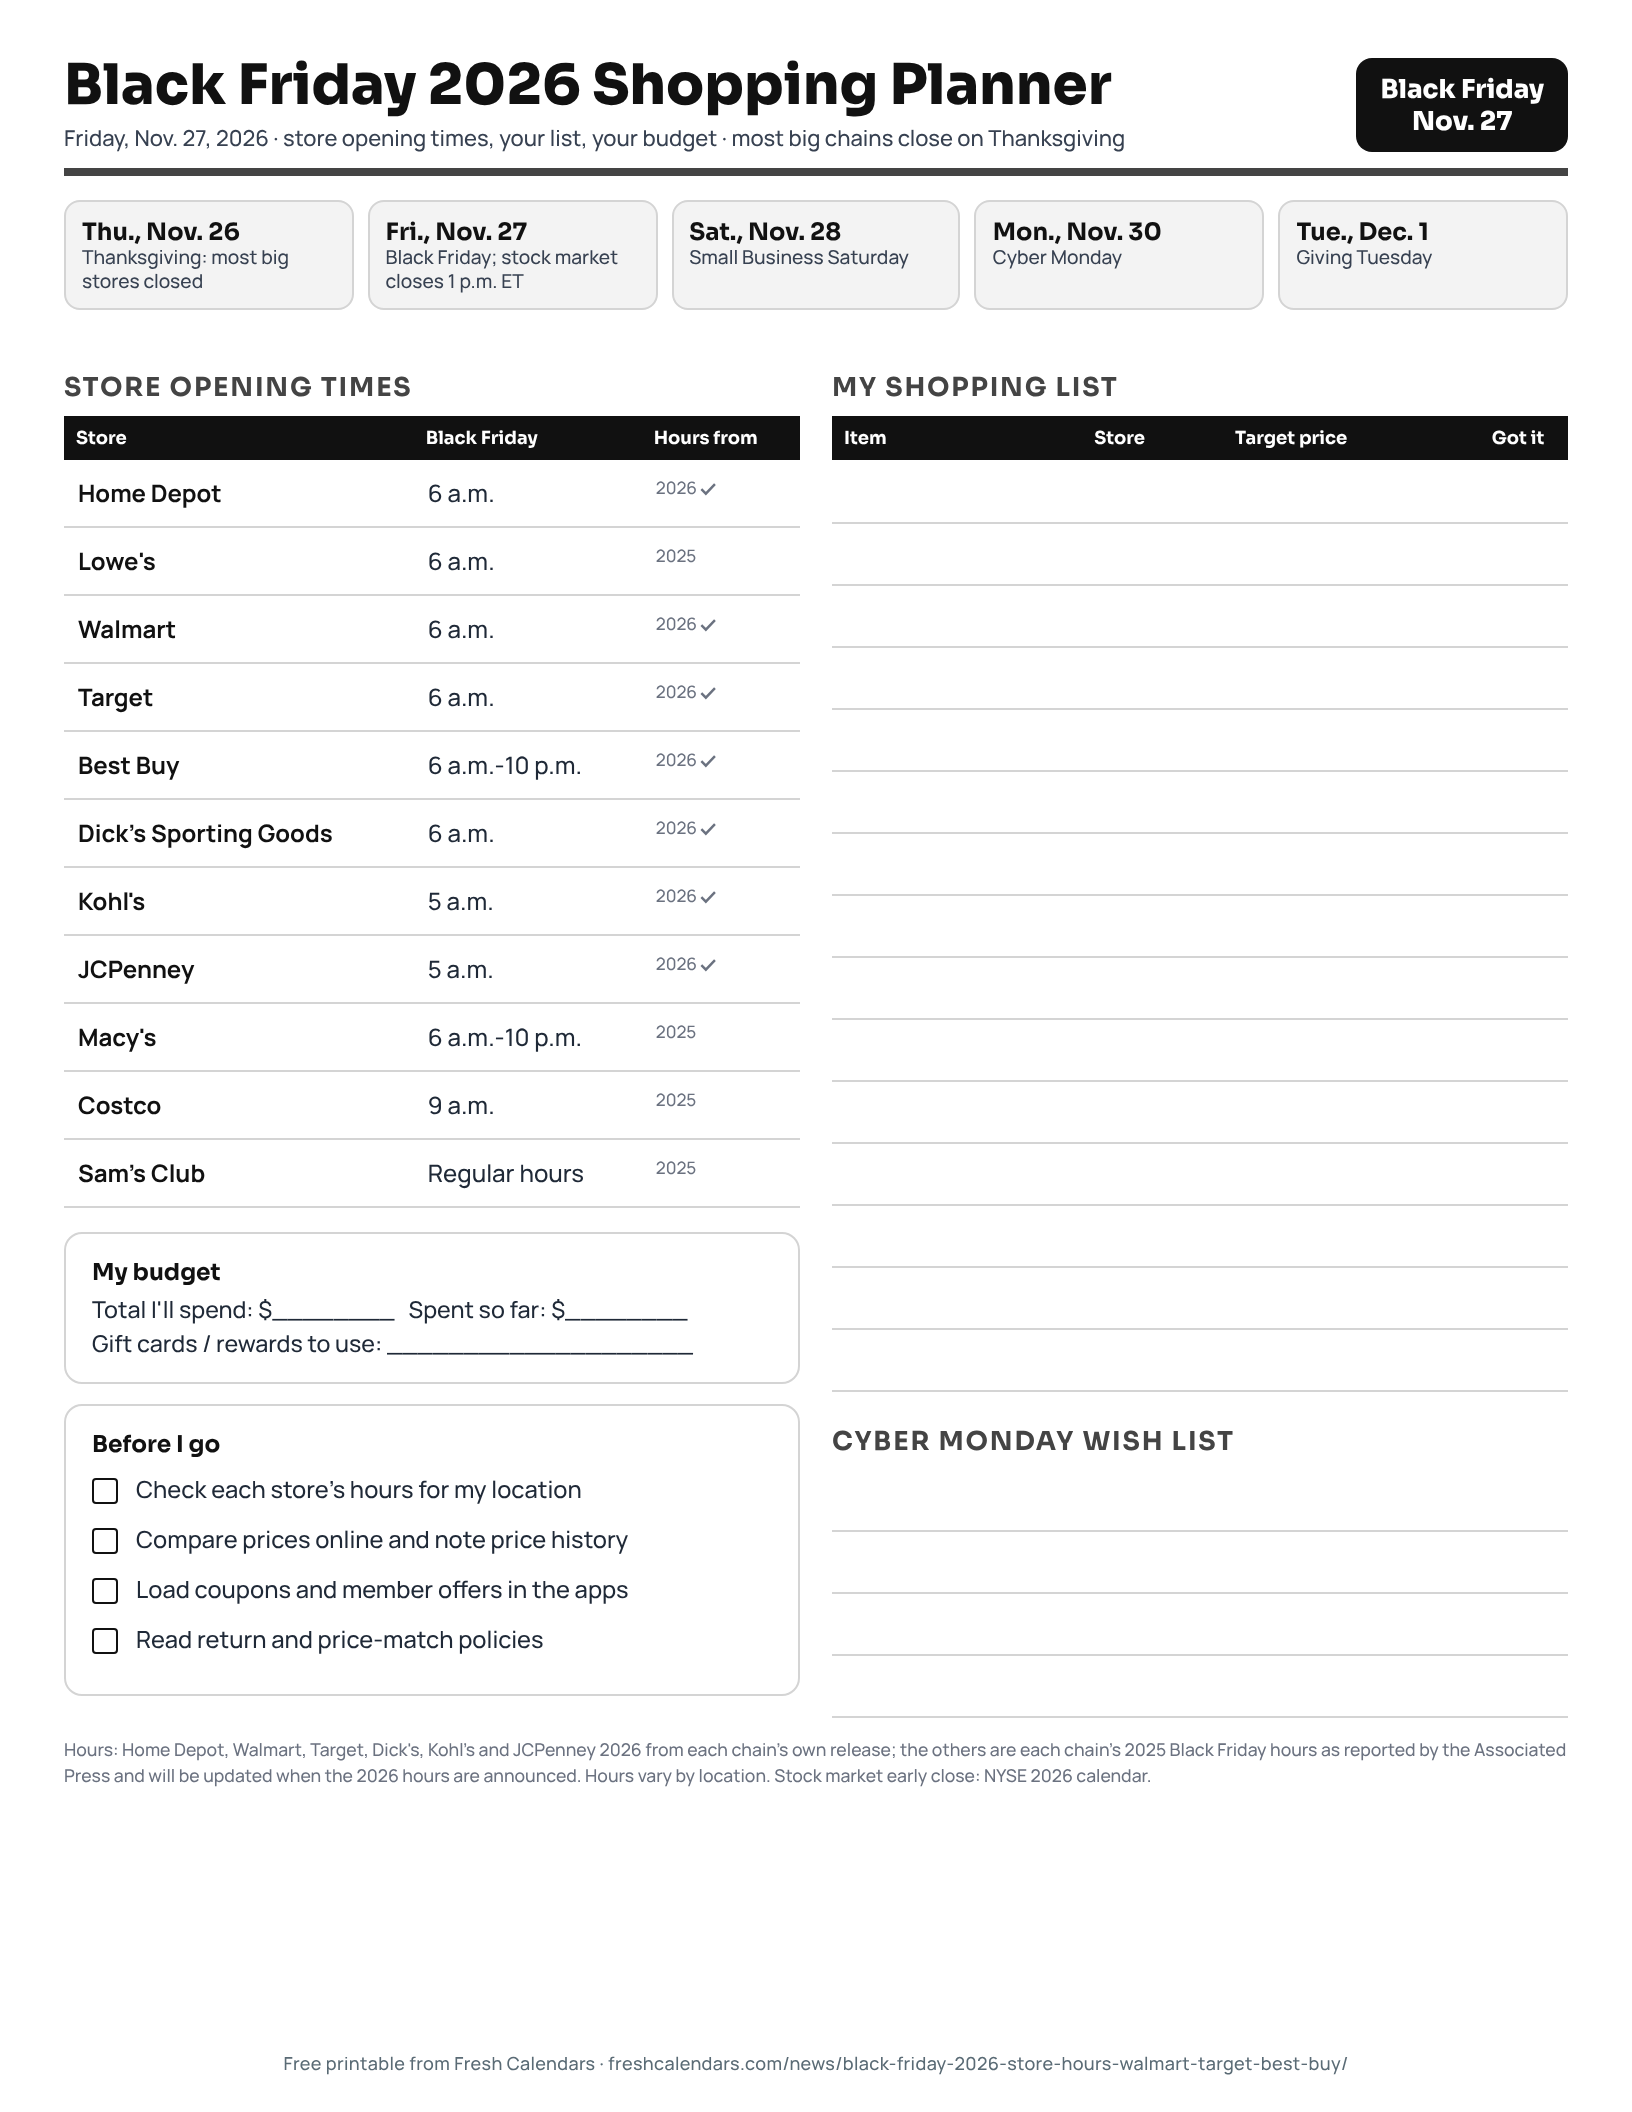 Black Friday 2026 Shopping Planner
Friday, Nov. 27, 2026 · store opening times, your list, your budget · most big chains close on Thanksgiving
Black Friday
Nov. 27
Thu., Nov. 26
Thanksgiving: most big
stores closed
Fri., Nov. 27
Black Friday; stock market
closes 1 p.m. ET
Sat., Nov. 28
Small Business Saturday
Mon., Nov. 30
Cyber Monday
Tue., Dec. 1
Giving Tuesday
STORE OPENING TIMES
Store Black Friday Hours from
Home Depot 6 a.m. 2026 ✓
Lowe's 6 a.m. 2025
Walmart 6 a.m. 2026 ✓
Target 6 a.m. 2026 ✓
Best Buy 6 a.m.-10 p.m. 2026 ✓
Dick’s Sporting Goods 6 a.m. 2026 ✓
Kohl's 5 a.m. 2026 ✓
JCPenney 5 a.m. 2026 ✓
Macy's 6 a.m.-10 p.m. 2025
Costco 9 a.m. 2025
Sam’s Club Regular hours 2025
My budget
Total I'll spend: $_________ Spent so far: $_________
Gift cards / rewards to use: _______________________
Before I go
Check each store’s hours for my location
Compare prices online and note price history
Load coupons and member offers in the apps
Read return and price-match policies
MY SHOPPING LIST
Item Store Target price Got it
CYBER MONDAY WISH LIST
Hours: Home Depot, Walmart, Target, Dick's, Kohl's and JCPenney 2026 from each chain's own release; the others are each chain's 2025 Black Friday hours as reported by the Associated
Press and will be updated when the 2026 hours are announced. Hours vary by location. Stock market early close: NYSE 2026 calendar.
Free printable from Fresh Calendars · freshcalendars.com/news/black-friday-2026-store-hours-walmart-target-best-buy/